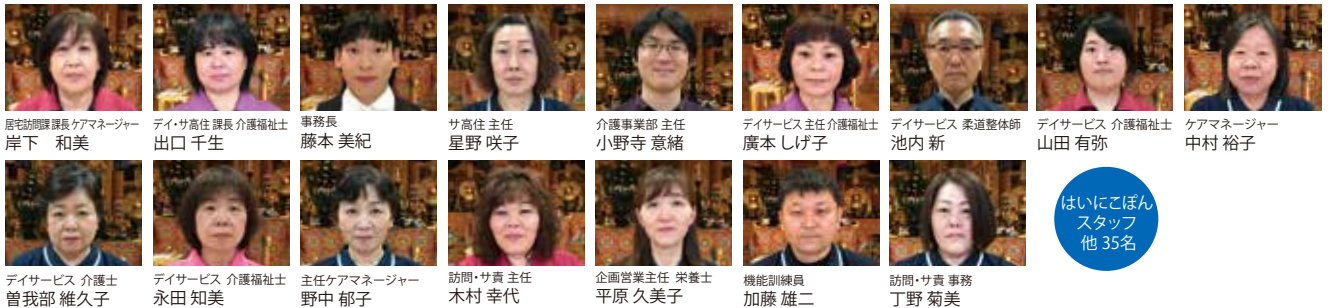 居宅訪問課 課長 ケアマネージャー
岸下 和美
デイ・サ高住 課長 介護福祉士
出口 千生
事務長
藤本 美紀
サ高住 主任
星野 咲子
介護事業部 主任
小野寺 意緒
デイサービス 主任 介護福祉士
廣本 しげ子
デイサービス 柔道整体師
池内 新
デイサービス 介護福祉士
山田 有弥
ケアマネージャー
中村 裕子
デイサービス 介護士
曽我部 維久子
デイサービス 介護福祉士
永田 知美
主任ケアマネージャー
野中 郁子
訪問・サ責 主任
木村 幸代
企画営業主任 栄養士
平原 久美子
機能訓練員
加藤 雄二
訪問・サ責 事務
丁野 菊美
はいにこぽん
スタッフ
他 35名